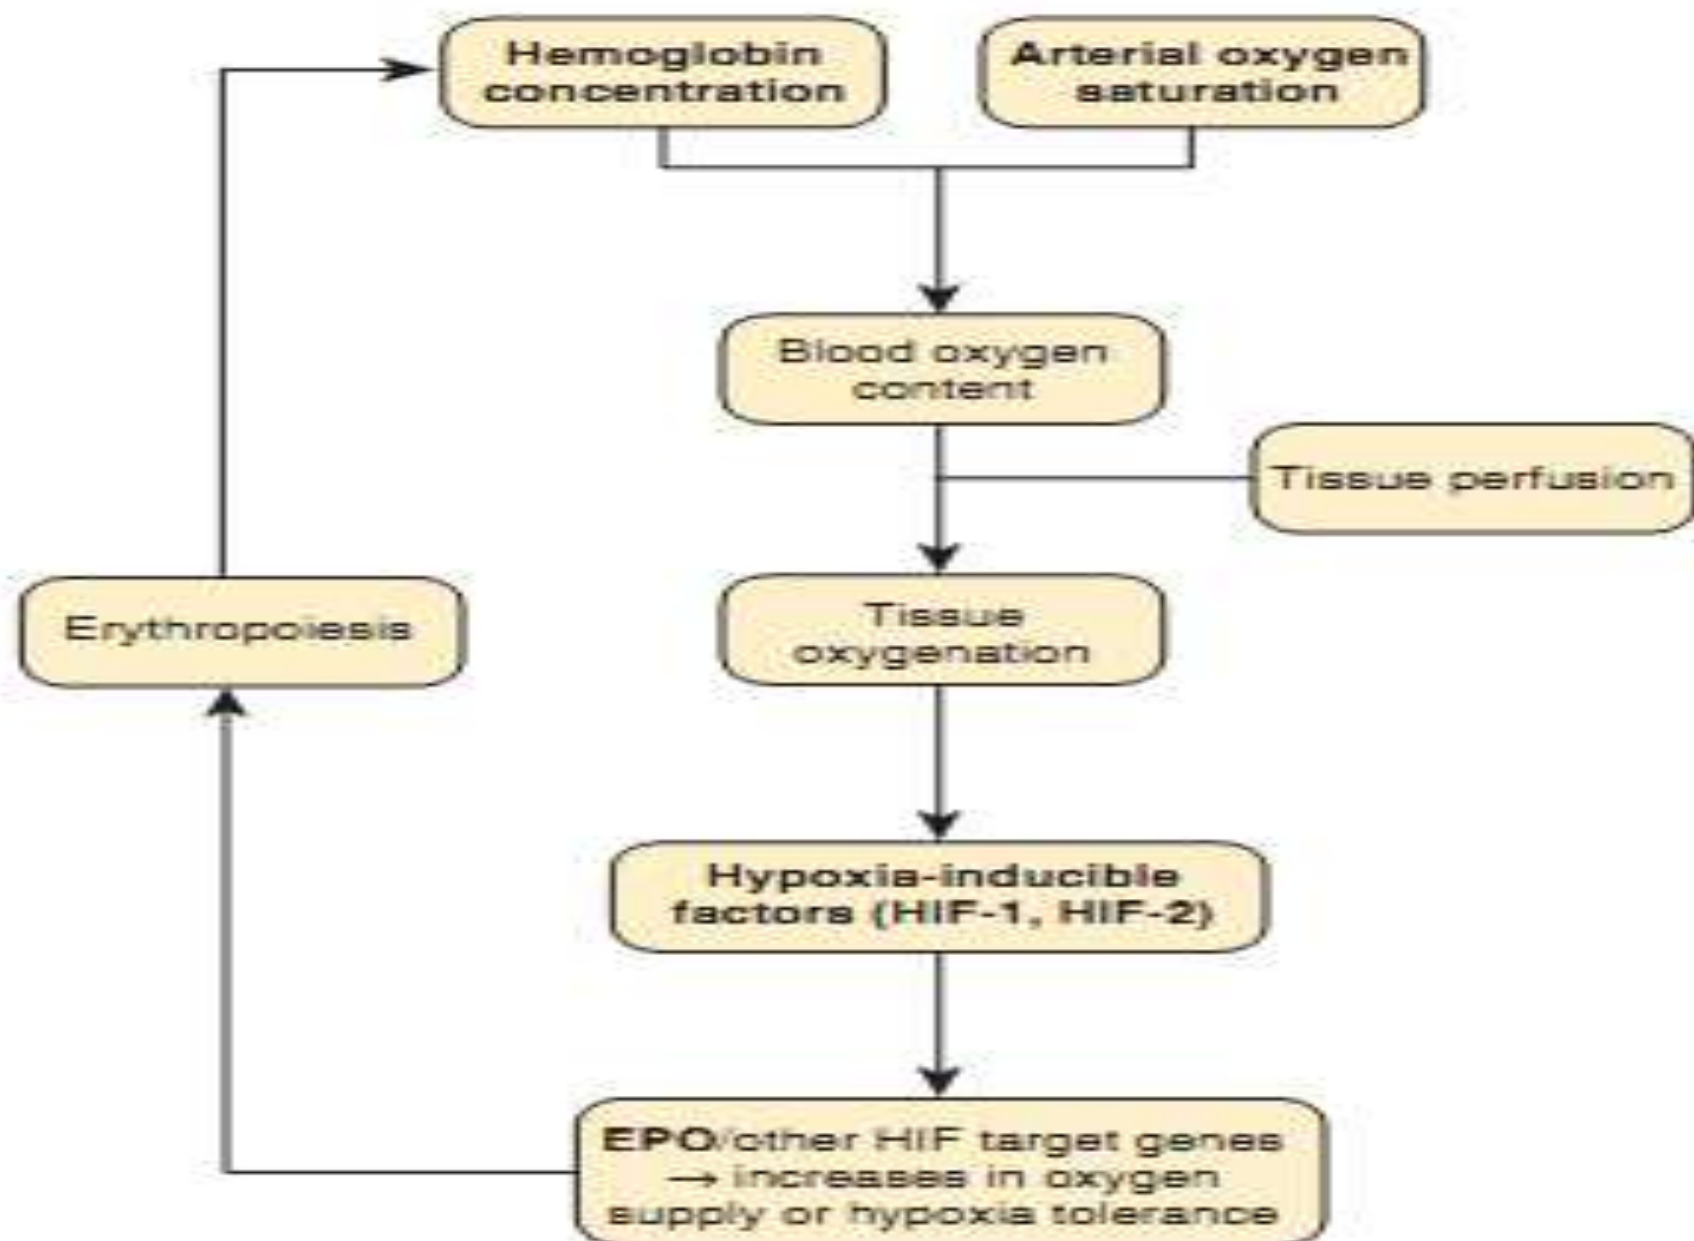 Hemoglobin
concentration
Arterial oxygen
saturation
Blood oxygen
content
Tissue perfusion
Erythropoiesis
Tissue
oxygenation
Hypoxia-inducible
factors (HIF-1, HIF-2)
EPO/other HIF target genes
→ increases in oxygen
supply or hypoxia tolerance